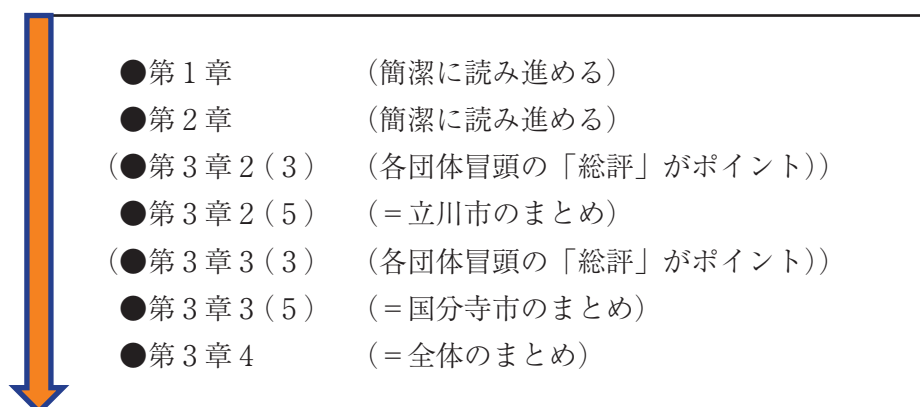 ●第1章 (簡潔に読み進める)
●第2章 (簡潔に読み進める)
(●第3章2(3) (各団体冒頭の「総評」がポイント))
●第3章2(5) (=立川市のまとめ)
(●第3章3(3) (各団体冒頭の「総評」がポイント))
●第3章3(5) (=国分寺市のまとめ)
●第3章4 (=全体のまとめ)